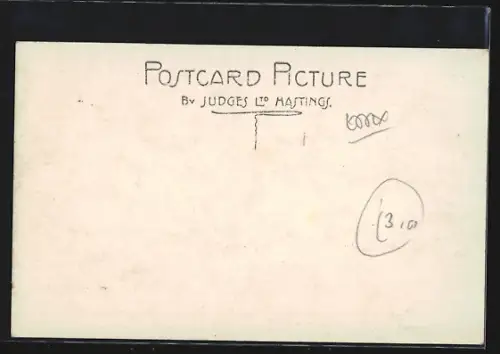 POSTCARD PICTURE
BY JUDGES LTD HASTINGS.